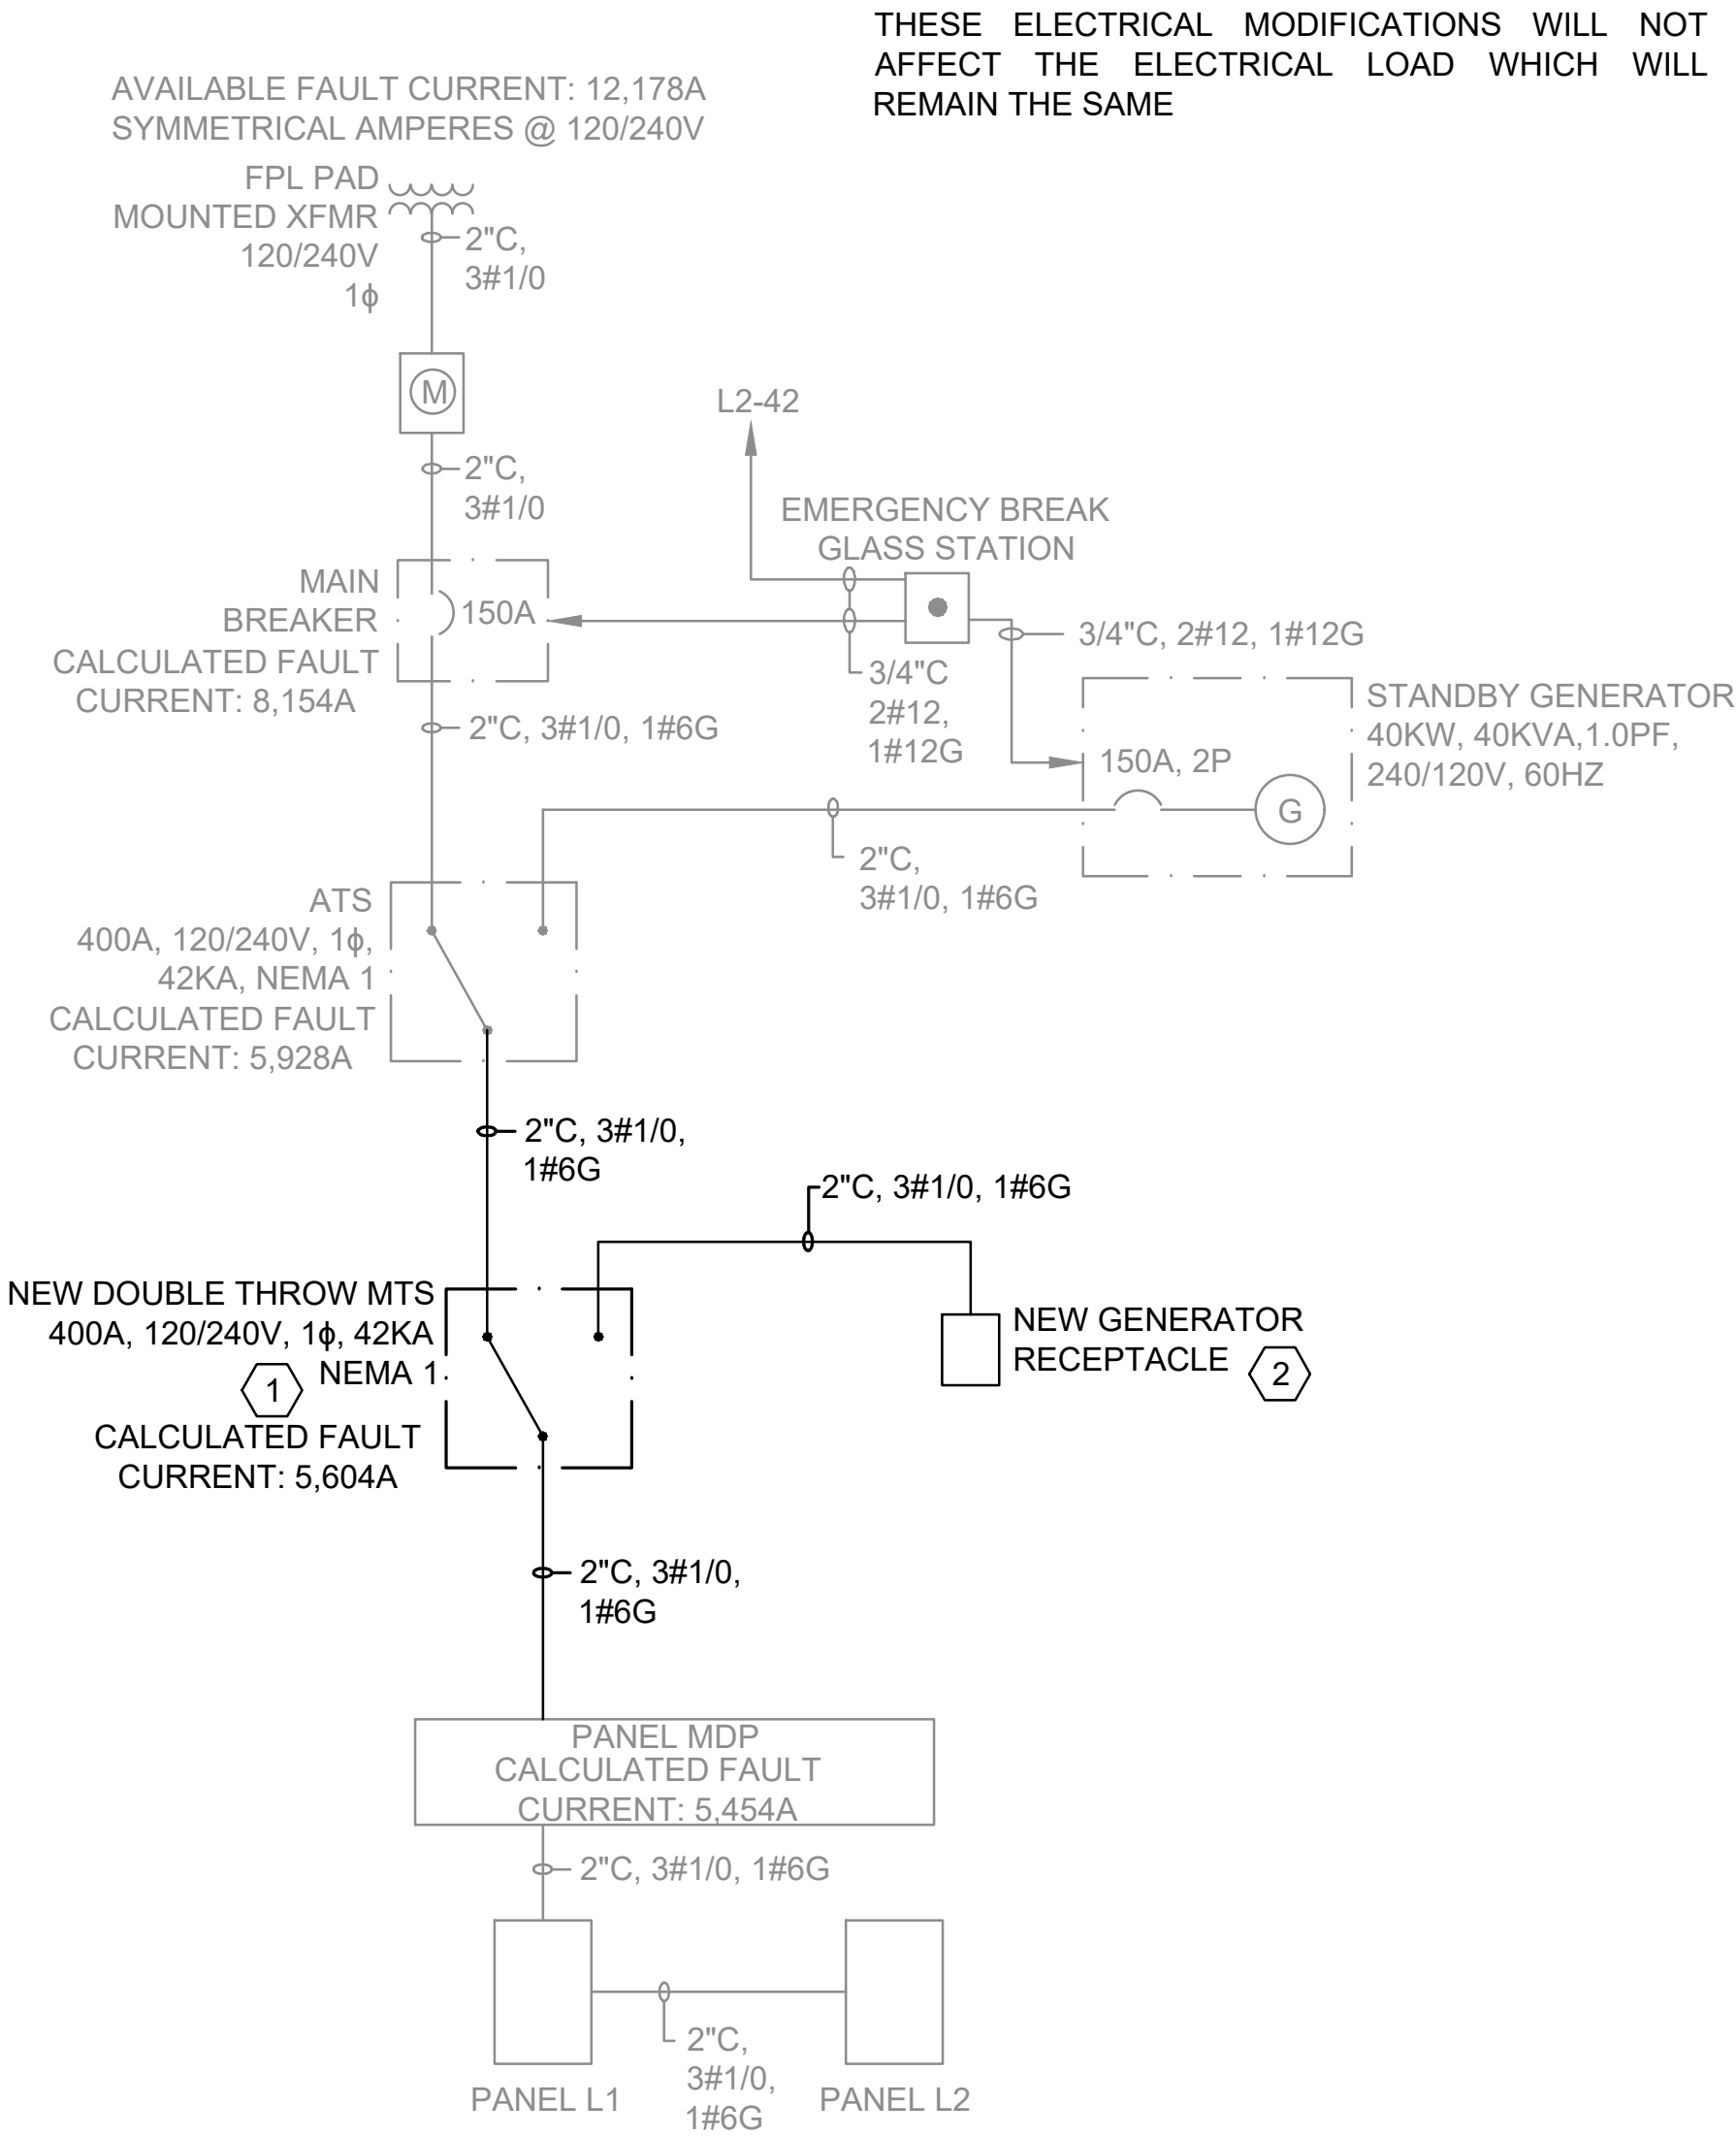 THESE ELECTRICAL MODIFICATIONS WILL NOT
AFFECT THE ELECTRICAL LOAD WHICH WILL
REMAIN THE SAME
AVAILABLE FAULT CURRENT: 12,178A
SYMMETRICAL AMPERES @ 120/240V
FPL PAD
MOUNTED XFMR
120/240V
1ϕ
2"C,
3#1/0
M
2"C,
3#1/0
L2-42
EMERGENCY BREAK
GLASS STATION
MAIN
BREAKER
150A
CALCULATED FAULT
CURRENT: 8,154A
3/4"C, 2#12, 1#12G
3/4"C
2#12,
1#12G
2"C, 3#1/0, 1#6G
STANDBY GENERATOR
40KW, 40KVA,1.0PF,
240/120V, 60HZ
150A, 2P
G
2"C,
3#1/0, 1#6G
ATS
400A, 120/240V, 1ϕ,
42KA, NEMA 1
CALCULATED FAULT
CURRENT: 5,928A
2"C, 3#1/0,
1#6G
2"C, 3#1/0, 1#6G
NEW DOUBLE THROW MTS
400A, 120/240V, 1ϕ, 42KA
NEMA 1
1
CALCULATED FAULT
CURRENT: 5,604A
NEW GENERATOR
RECEPTACLE
2
2"C, 3#1/0,
1#6G
PANEL MDP
CALCULATED FAULT
CURRENT: 5,454A
2"C, 3#1/0, 1#6G
2"C,
3#1/0,
1#6G
PANEL L1
PANEL L2